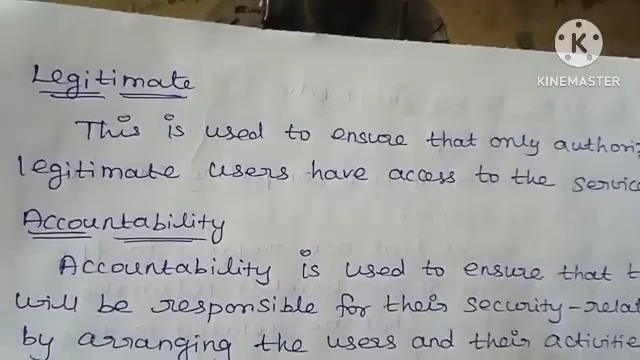 KINEMASTER
Legitimate
This is used to ensure that only
legitimate users have access to the
Accountability
Accountability is used to ensure that
will be responsible for their security-
by arranging the users and their